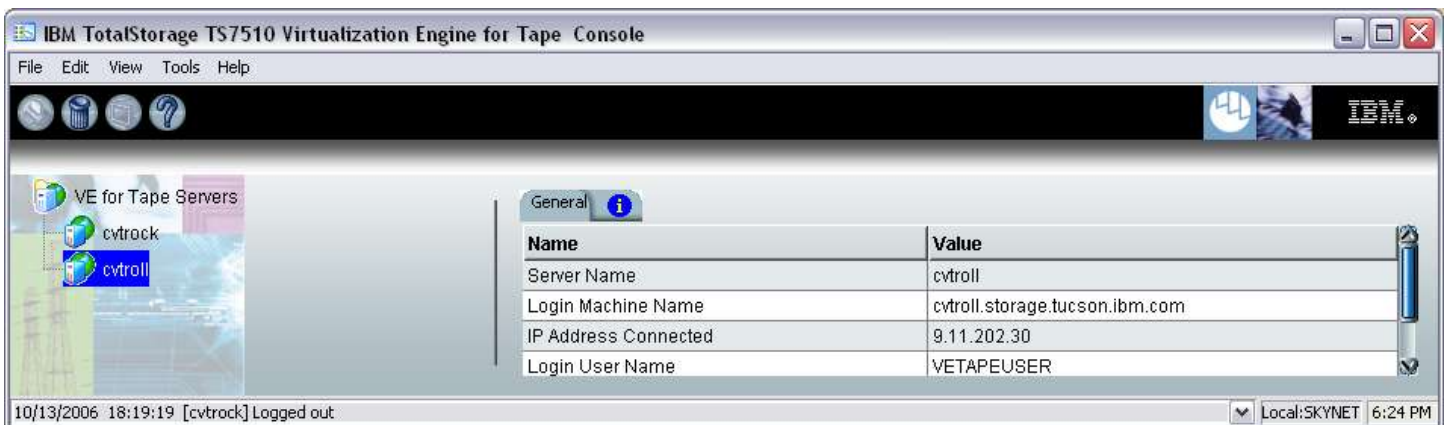 IBM TotalStorage TS7510 Virtualization Engine for Tape Console
File Edit View Tools Help
IBM
VE for Tape Servers
cvtrock
cvtroll
General
Name Value
Server Name cvtroll
Login Machine Name cvtroll.storage.tucson.ibm.com
IP Address Connected 9.11.202.30
Login User Name VETAPEUSER
10/13/2006 18:19:19 [cvtrock] Logged out
Local:SKYNET 6:24 PM